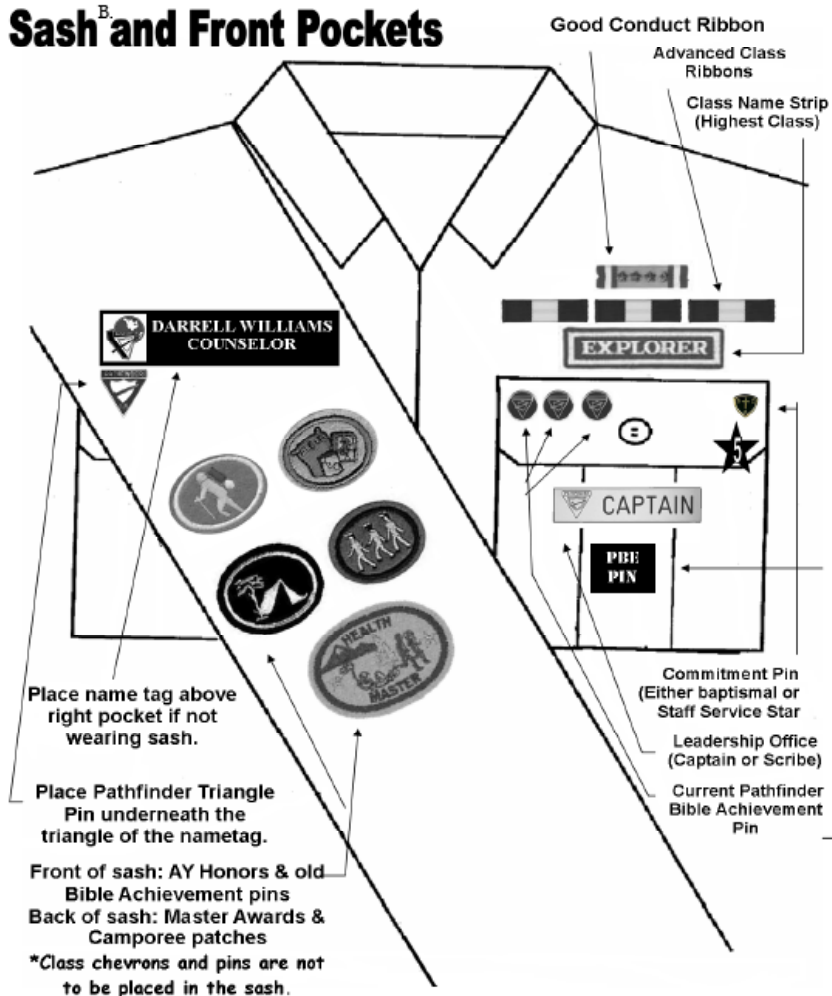 B.
Sash and Front Pockets
Good Conduct Ribbon
Advanced Class
Ribbons
Class Name Strip
(Highest Class)
DARRELL WILLIAMS
COUNSELOR
EXPLORER
5
CAPTAIN
PBE
PIN
HEALTH
MASTER
Place name tag above
right pocket if not
wearing sash.
Place Pathfinder Triangle
Pin underneath the
triangle of the nametag.
Front of sash: AY Honors & old
Bible Achievement pins
Back of sash: Master Awards &
Camporee patches
*Class chevrons and pins are not
to be placed in the sash.
Commitment Pin
(Either baptismal or
Staff Service Star
Leadership Office
(Captain or Scribe)
Current Pathfinder
Bible Achievement
Pin